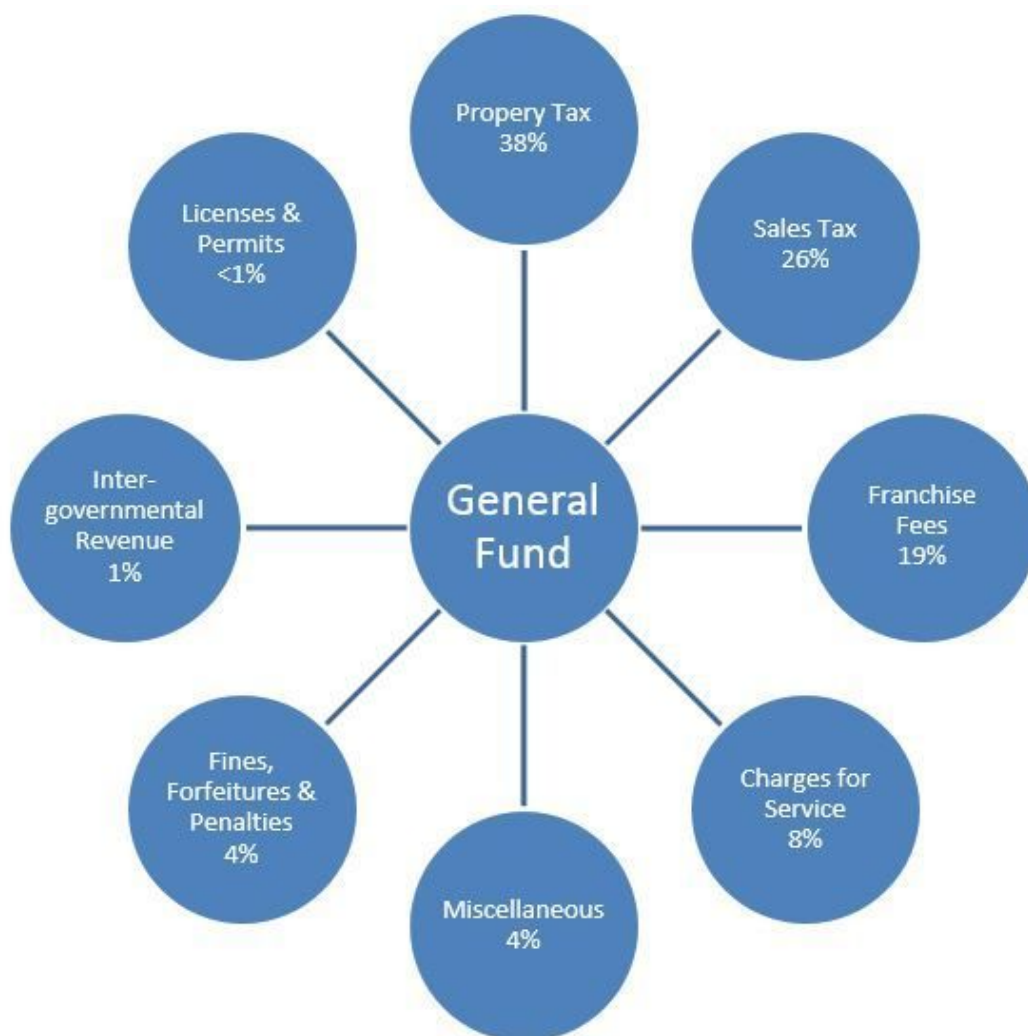 Propery Tax
38%
Sales Tax
26%
Franchise
Fees
19%
Charges for
Service
8%
Miscellaneous
4%
Fines,
Forfeitures &
Penalties
4%
Inter-
governmental
Revenue
1%
Licenses &
Permits
<1%
General
Fund